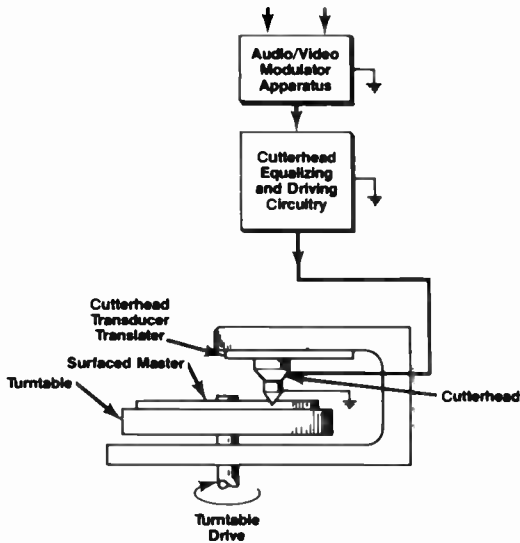 Audio/Video
Modulator
Apparatus
Cutterhead
Equalizing
and Driving
Circuitry
Cutterhead
Transducer
Translater
Surfaced Master
Turntable
Cutterhead
Turntable
Drive